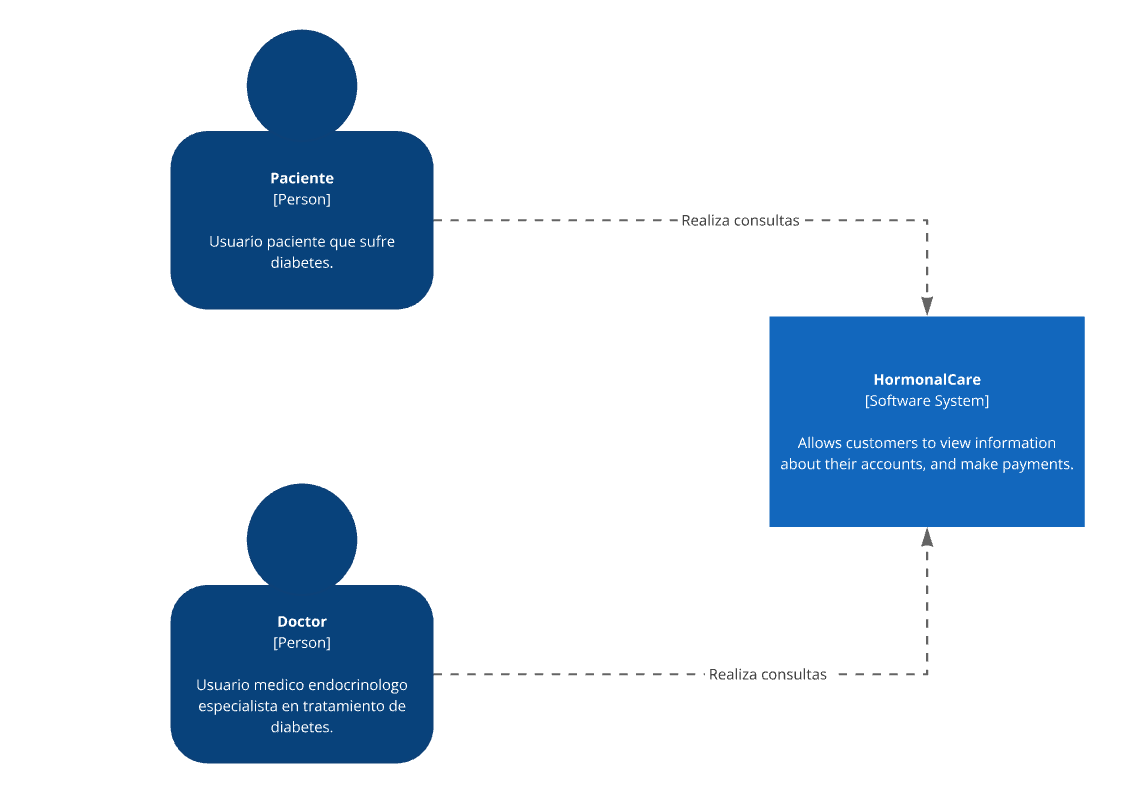 Paciente
[Person]
Usuario paciente que sufre
diabetes.
Realiza consultas
HormonalCare
[Software System]
Allows customers to view information
about their accounts, and make payments.
Doctor
[Person]
Usuario medico endocrinologo
especialista en tratamiento de
diabetes.
Realiza consultas